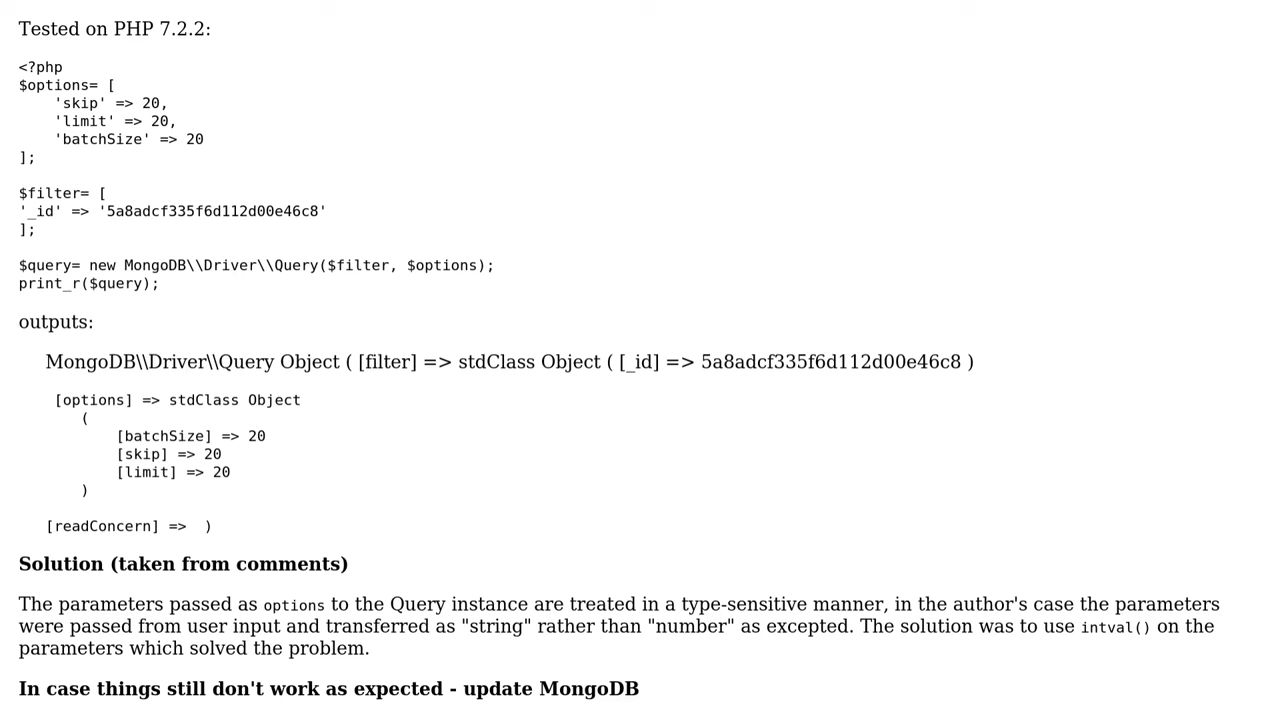 Tested on PHP 7.2.2:
<?php
$options= [
    'skip' => 20,
    'limit' => 20,
    'batchSize' => 20
];
$filter= [
'_id' => '5a8adcf335f6d112d00e46c8'
];
$query= new MongoDB\\Driver\\Query($filter, $options);
print_r($query);
outputs:
MongoDB\\Driver\\Query Object ( [filter] => stdClass Object ( [_id] => 5a8adcf335f6d112d00e46c8 )
[options] => stdClass Object
(
[batchSize] => 20
[skip] => 20
[limit] => 20
)
[readConcern] =>  )
Solution (taken from comments)
The parameters passed as options to the Query instance are treated in a type-sensitive manner, in the author's case the parameters
were passed from user input and transferred as "string" rather than "number" as excepted. The solution was to use intval() on the
parameters which solved the problem.
In case things still don't work as expected - update MongoDB